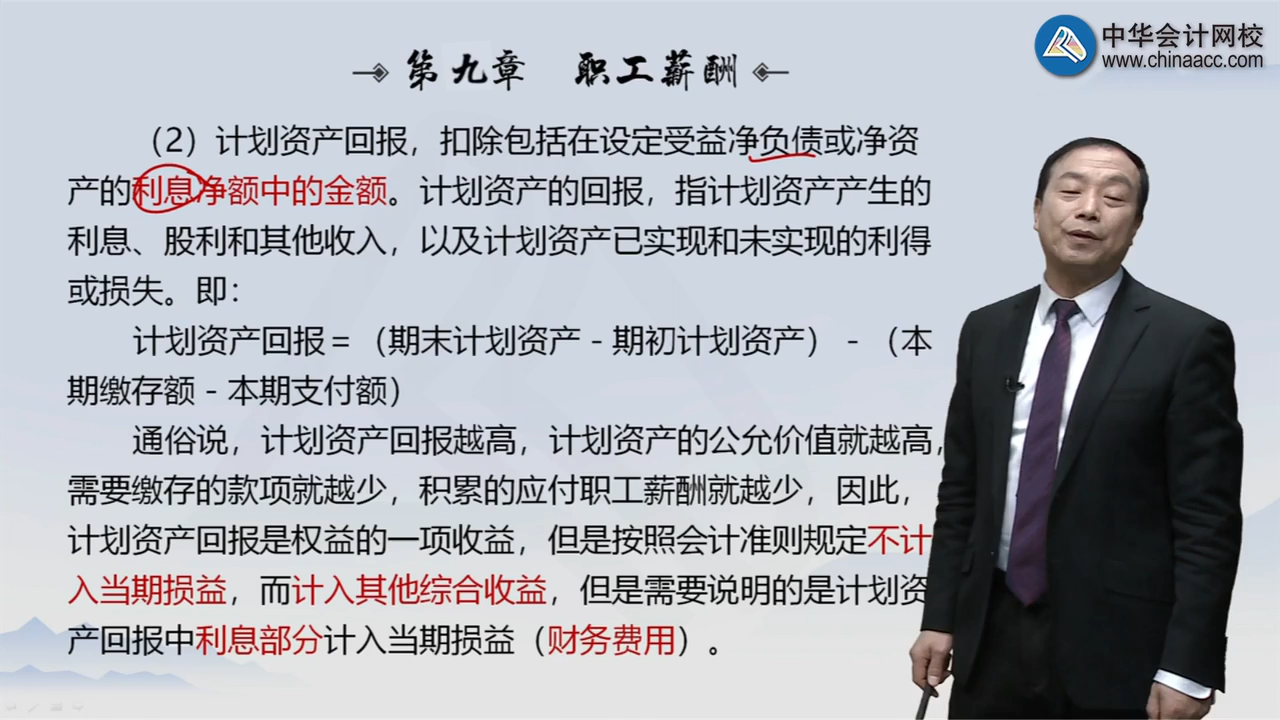 中华会计网校
www.chinaacc.com
第九章 职工薪酬
（2）计划资产回报，扣除包括在设定受益净负债或净资
产的利息净额中的金额。计划资产的回报，指计划资产产生的
利息、股利和其他收入，以及计划资产已实现和未实现的利得
或损失。即：
计划资产回报＝（期末计划资产－期初计划资产）－（本
期缴存额－本期支付额）
通俗说，计划资产回报越高，计划资产的公允价值就越高，
需要缴存的款项就越少，积累的应付职工薪酬就越少，因此，
计划资产回报是权益的一项收益，但是按照会计准则规定不计
入当期损益，而计入其他综合收益，但是需要说明的是计划资
产回报中利息部分计入当期损益（财务费用）。